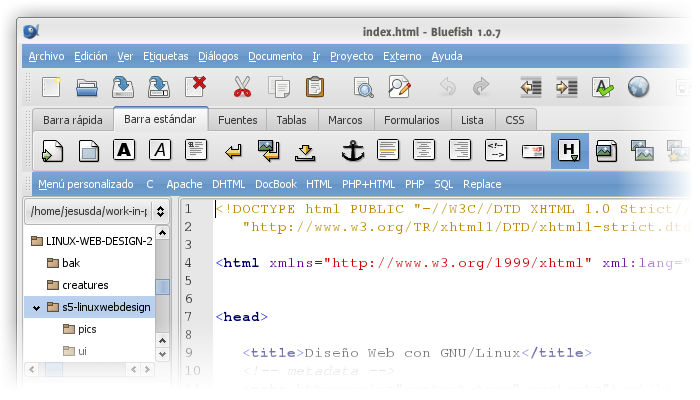 index.html - Bluefish 1.0.7
Archivo Edición Ver Etiquetas Diálogos Documento Ir Proyecto Externo Ayuda
Barra rápida Barra estándar Fuentes Tablas Marcos Formularios Lista CSS
A A H
Menú personalizado C Apache DHTML DocBook HTML PHP+HTML PHP SQL Replace
/home/jesusda/work-in-p
LINUX-WEB-DESIGN-2
bak
creatures
s5-linuxwebdesign
pics
ui
1 <!DOCTYPE html PUBLIC "-//W3C//DTD XHTML 1.0 Strict/
2 "http://www.w3.org/TR/xhtml1/DTD/xhtml1-strict.dtd
3
4 <html xmlns="http://www.w3.org/1999/xhtml" xml:lang="
5
6
7 <head>
8
9 <title>Diseño Web con GNU/Linux</title>
10 <!-- metadata -->